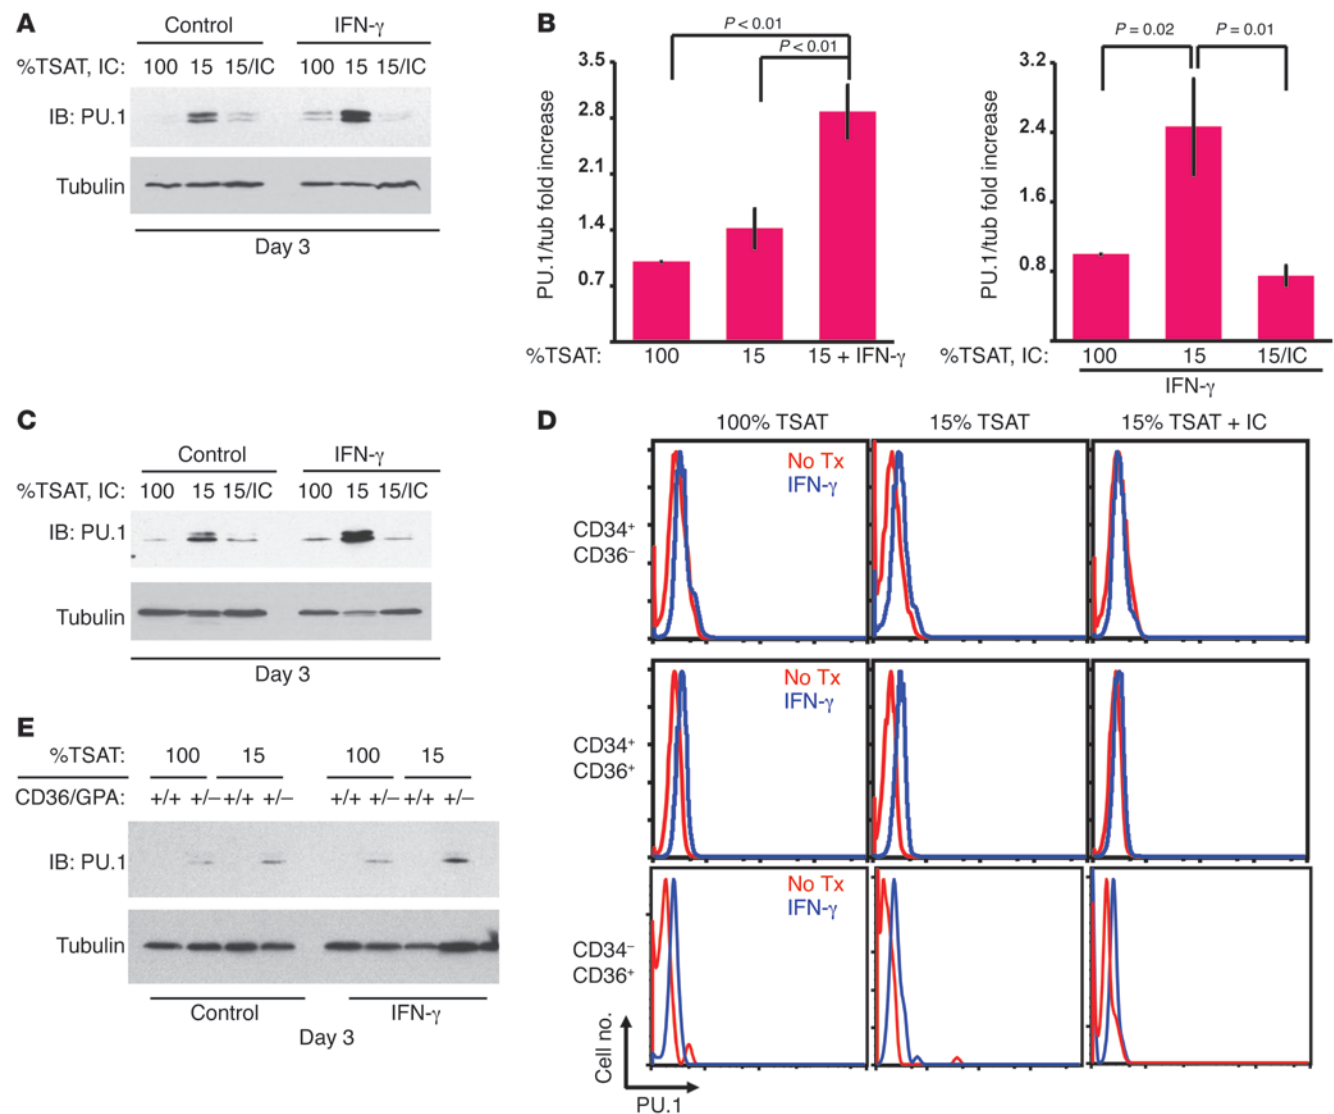 A
Control IFN-γ
%TSAT, IC: 100 15 15/IC 100 15 15/IC
IB: PU.1
Tubulin
Day 3
B
P < 0.01
P < 0.01
3.5
2.8
2.1
1.4
0.7
PU.1/tub fold increase
%TSAT: 100 15 15 + IFN-γ
P = 0.02 P = 0.01
3.2
2.4
1.6
0.8
PU.1/tub fold increase
%TSAT, IC: 100 15 15/IC
IFN-γ
C
Control IFN-γ
%TSAT, IC: 100 15 15/IC 100 15 15/IC
IB: PU.1
Tubulin
Day 3
D
100% TSAT 15% TSAT 15% TSAT + IC
No Tx
IFN-γ
CD34+
CD36–
No Tx
IFN-γ
CD34+
CD36+
No Tx
IFN-γ
CD34–
CD36+
Cell no.
PU.1
E
%TSAT: 100 15 100 15
CD36/GPA: +/+ +/– +/+ +/– +/+ +/– +/+ +/–
IB: PU.1
Tubulin
Control IFN-γ
Day 3